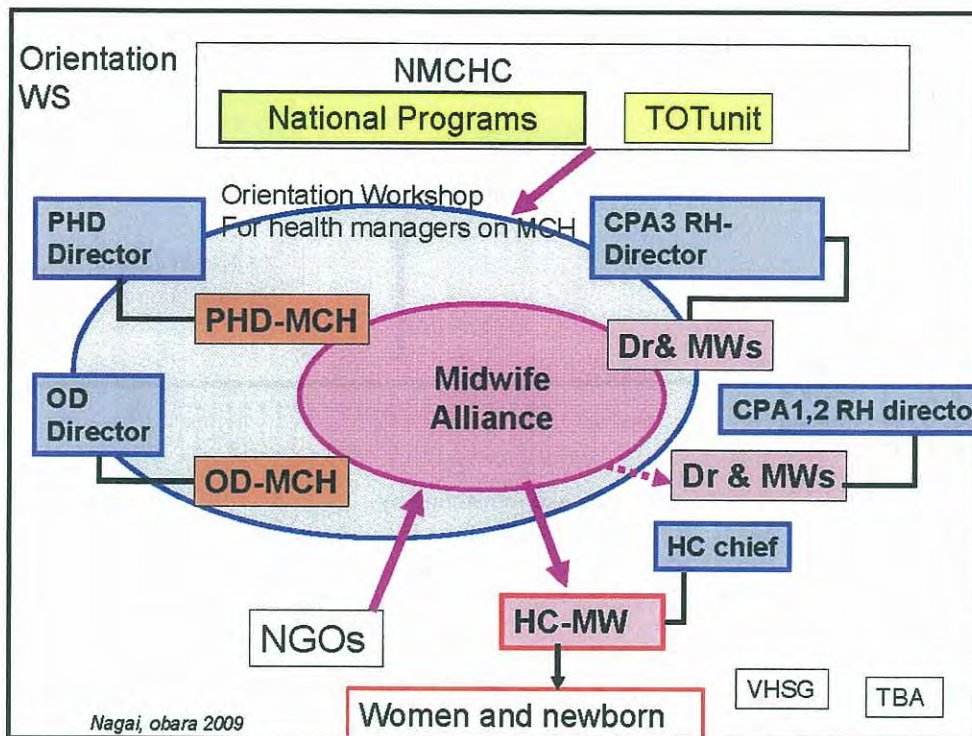 Orientation
WS
NMCHC
National Programs
TOTunit
Orientation Workshop
For health managers on MCH
PHD
Director
CPA3 RH-
Director
PHD-MCH
Dr& MWs
Midwife
Alliance
OD
Director
CPA1,2 RH director
OD-MCH
Dr & MWs
HC chief
NGOs
HC-MW
VHSG
TBA
Women and newborn
Nagai, obara 2009